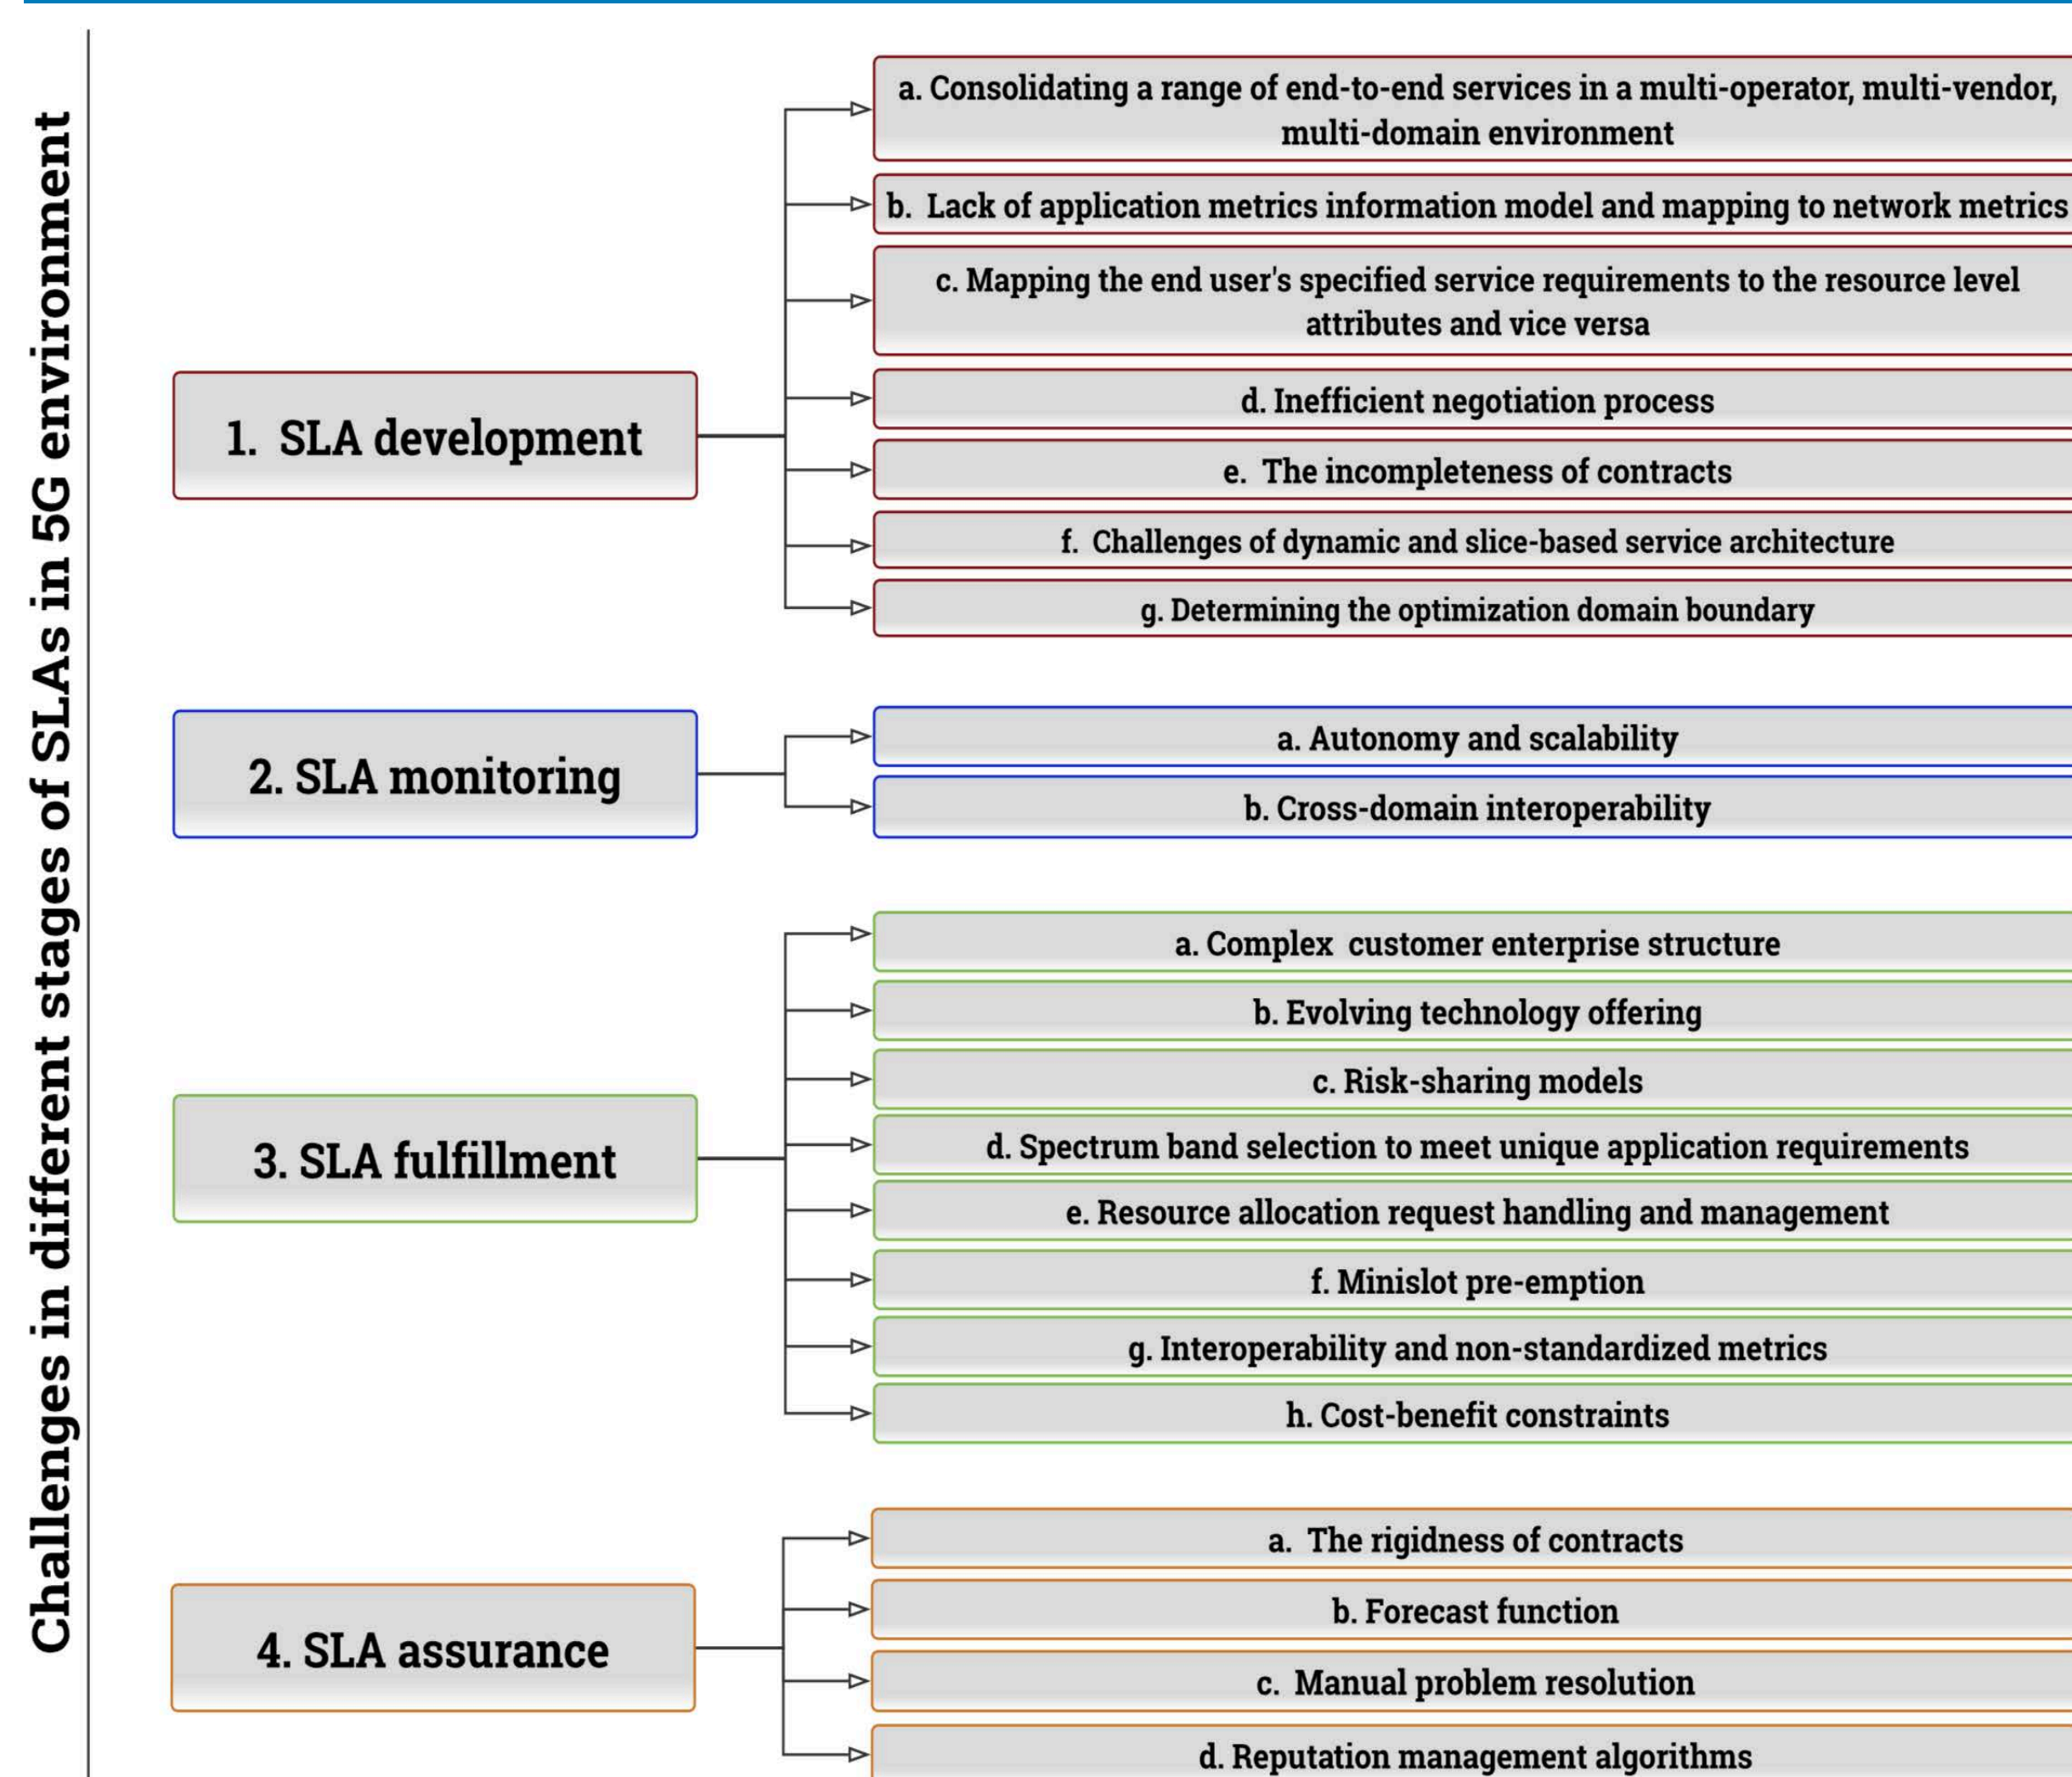 Challenges in different stages of SLAs in 5G environment
1. SLA development
a. Consolidating a range of end-to-end services in a multi-operator, multi-vendor,
multi-domain environment
b. Lack of application metrics information model and mapping to network metrics
c. Mapping the end user's specified service requirements to the resource level
attributes and vice versa
d. Inefficient negotiation process
e. The incompleteness of contracts
f. Challenges of dynamic and slice-based service architecture
g. Determining the optimization domain boundary
2. SLA monitoring
a. Autonomy and scalability
b. Cross-domain interoperability
3. SLA fulfillment
a. Complex customer enterprise structure
b. Evolving technology offering
c. Risk-sharing models
d. Spectrum band selection to meet unique application requirements
e. Resource allocation request handling and management
f. Minislot pre-emption
g. Interoperability and non-standardized metrics
h. Cost-benefit constraints
4. SLA assurance
a. The rigidness of contracts
b. Forecast function
c. Manual problem resolution
d. Reputation management algorithms